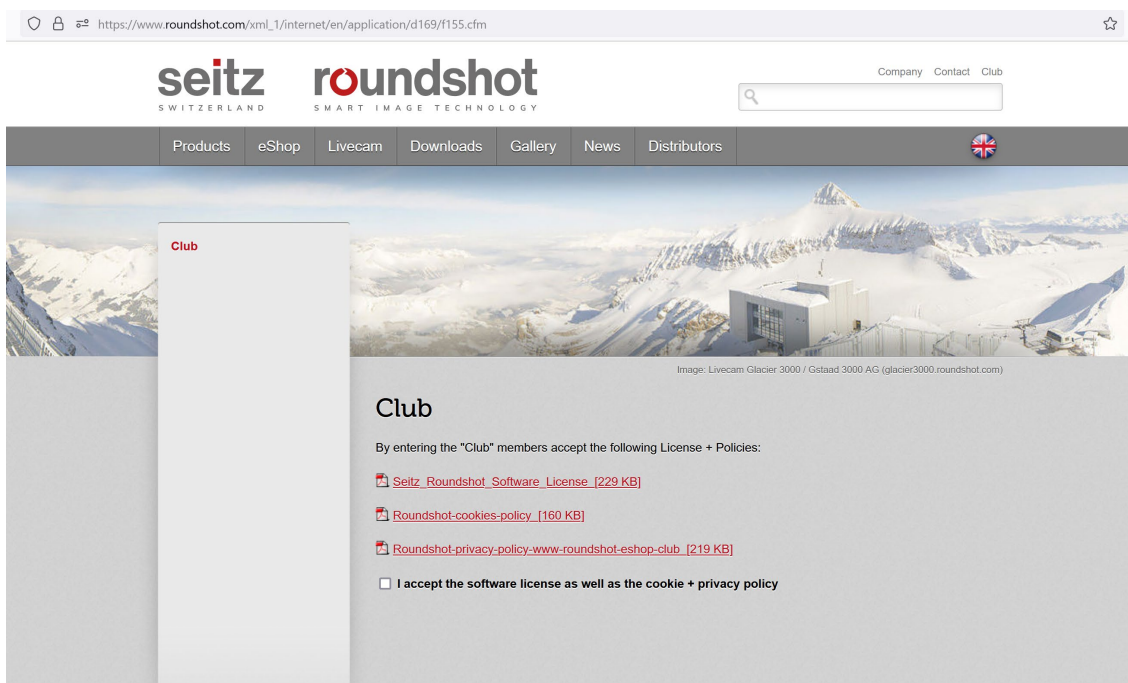 https://www.roundshot.com/xml_1/internet/en/application/d169/f155.cfm
seitz
SWITZERLAND
roundshot
SMART IMAGE TECHNOLOGY
Company Contact Club
Products eShop Livecam Downloads Gallery News Distributors
Club
Image: Livecam Glacier 3000 / Gstaad 3000 AG (glacier3000.roundshot.com)
Club
By entering the "Club" members accept the following License + Policies:
Seitz_Roundshot_Software_License [229 KB]
Roundshot-cookies-policy [160 KB]
Roundshot-privacy-policy-www-roundshot-eshop-club [219 KB]
I accept the software license as well as the cookie + privacy policy